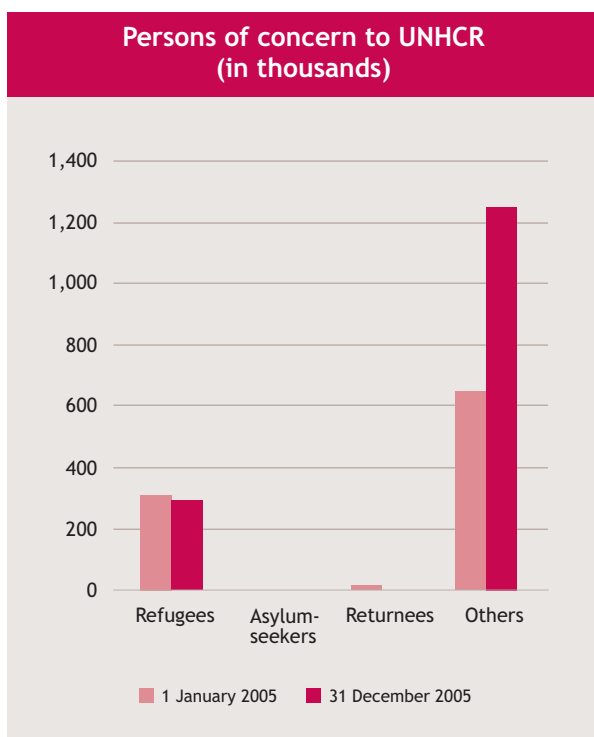 Persons of concern to UNHCR
(in thousands)
1,400
1,200
1,000
800
600
400
200
0
Refugees
Asylum-
seekers
Returnees
Others
1 January 2005
31 December 2005